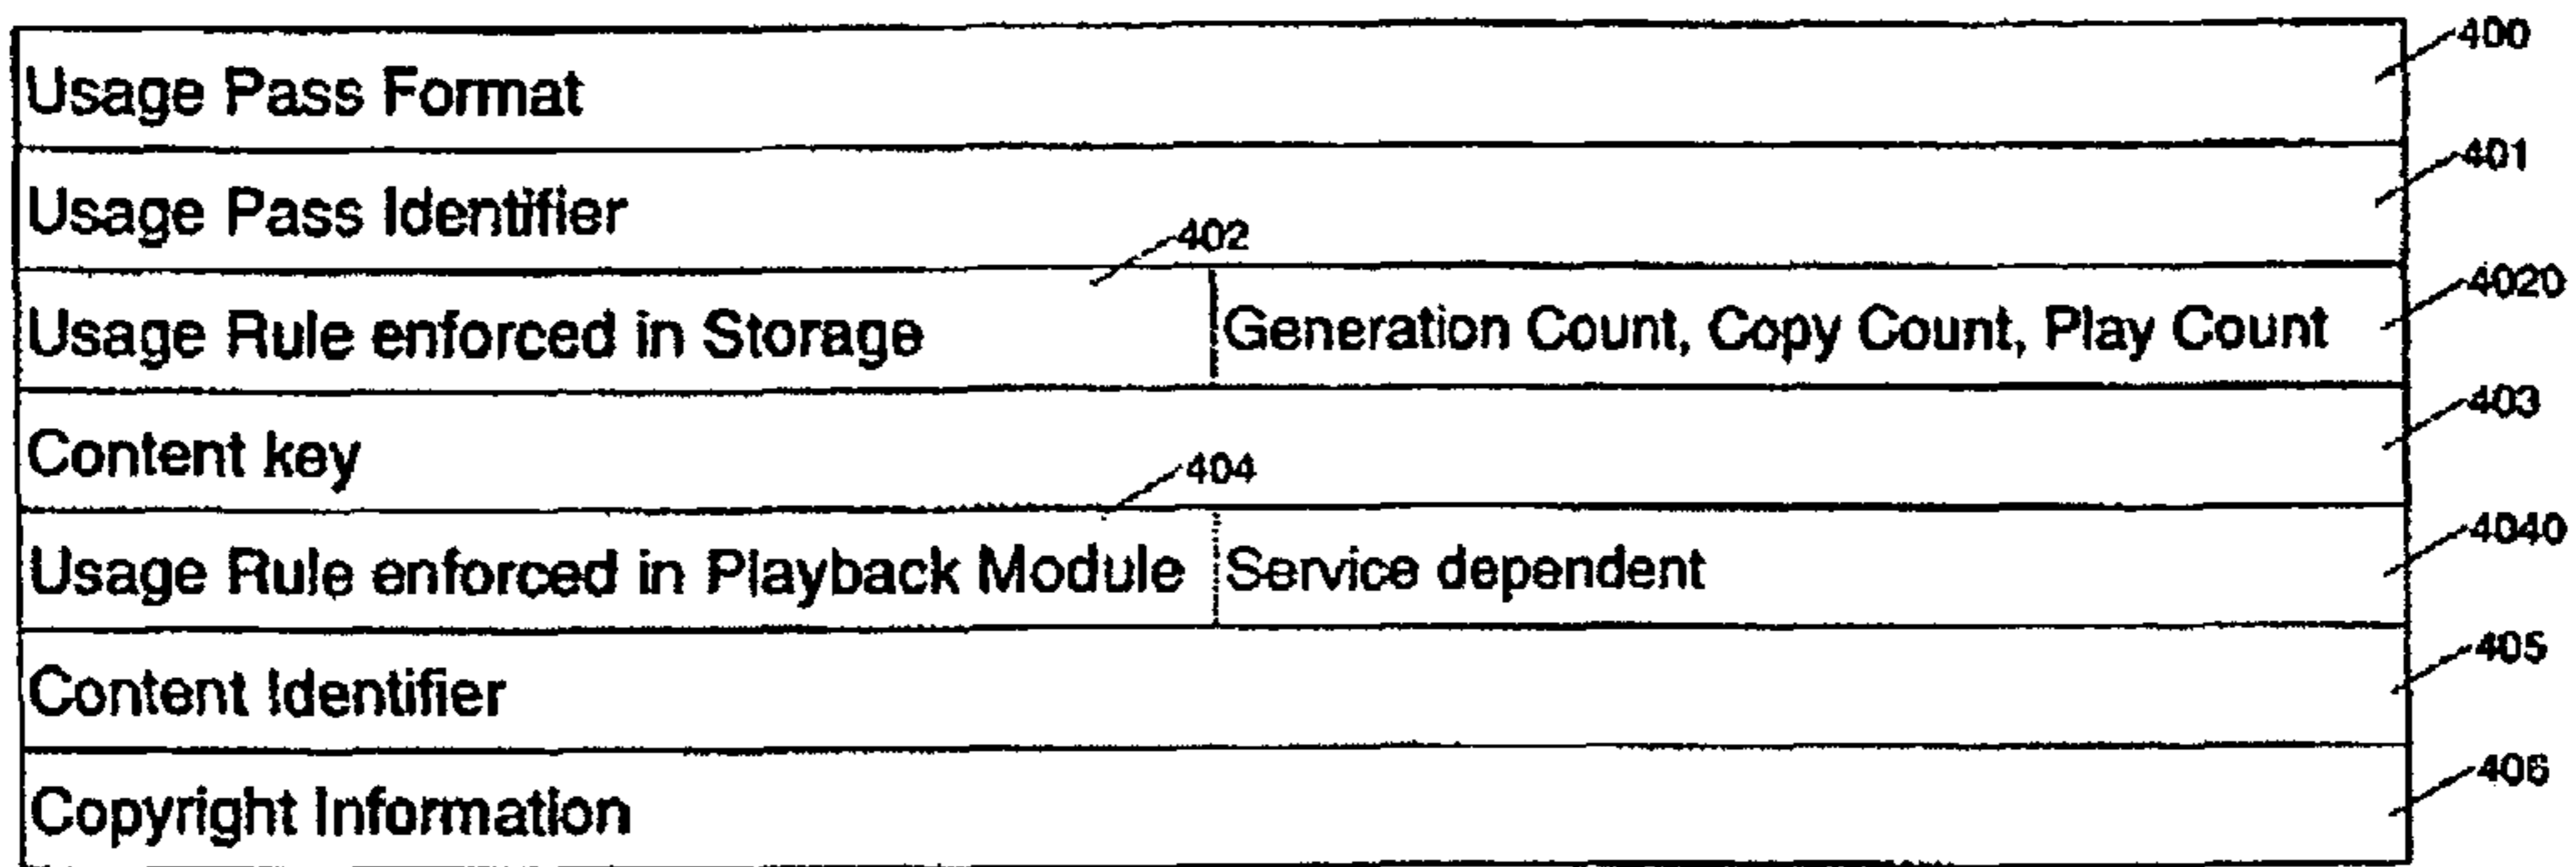 Usage Pass Format
400
Usage Pass Identifier
401
402
Usage Rule enforced in Storage
Generation Count, Copy Count, Play Count
4020
Content key
403
404
Usage Rule enforced in Playback Module
Service dependent
4040
Content Identifier
405
Copyright Information
406